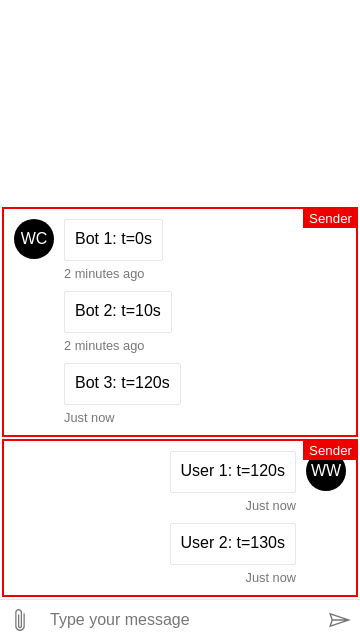 Sender
WC
Bot 1: t=0s
2 minutes ago
Bot 2: t=10s
2 minutes ago
Bot 3: t=120s
Just now
Sender
User 1: t=120s
WW
Just now
User 2: t=130s
Just now
Type your message